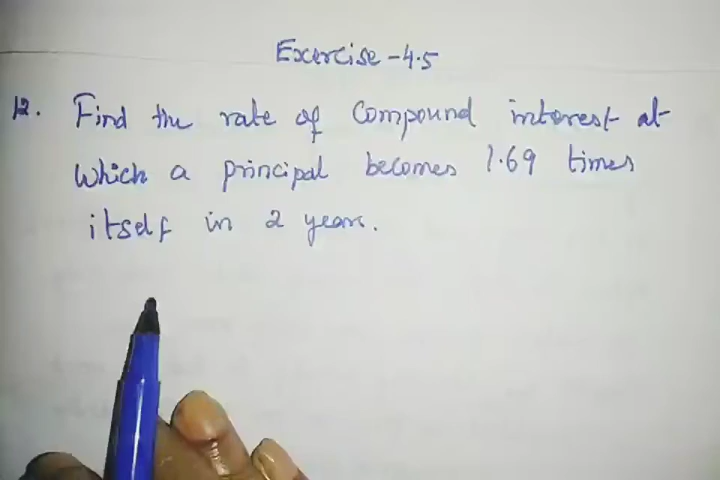 Exercise-4.5
12. Find the rate of Compound interest at
which a principal becomes 1.69 times
itself in 2 years.